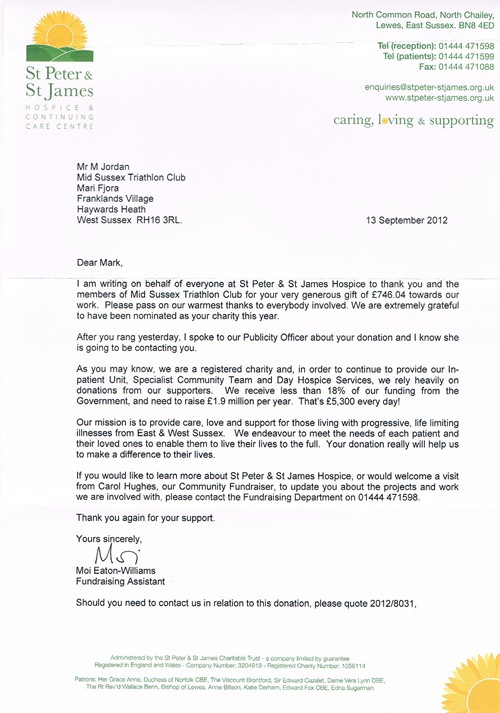 North Common Road, North Chailey,
Lewes, East Sussex. BN8 4ED
Tel (reception): 01444 471598
Tel (patients): 01444 471599
Fax: 01444 471088
enquiries@stpeter-stjames.org.uk
www.stpeter-stjames.org.uk
caring, loving & supporting
St Peter &
St James
HOSPICE &
CONTINUING
CARE CENTRE
Mr M Jordan
Mid Sussex Triathlon Club
Mari Fjora
Franklands Village
Haywards Heath
West Sussex RH16 3RL. 13 September 2012
Dear Mark,
I am writing on behalf of everyone at St Peter & St James Hospice to thank you and the
members of Mid Sussex Triathlon Club for your very generous gift of £746.04 towards our
work. Please pass on our warmest thanks to everybody involved. We are extremely grateful
to have been nominated as your charity this year.
After you rang yesterday, I spoke to our Publicity Officer about your donation and I know she
is going to be contacting you.
As you may know, we are a registered charity and, in order to continue to provide our In-
patient Unit, Specialist Community Team and Day Hospice Services, we rely heavily on
donations from our supporters. We receive less than 18% of our funding from the
Government, and need to raise £1.9 million per year. That's £5,300 every day!
Our mission is to provide care, love and support for those living with progressive, life limiting
illnesses from East & West Sussex. We endeavour to meet the needs of each patient and
their loved ones to enable them to live their lives to the full. Your donation really will help us
to make a difference to their lives.
If you would like to learn more about St Peter & St James Hospice, or would welcome a visit
from Carol Hughes, our Community Fundraiser, to update you about the projects and work
we are involved with, please contact the Fundraising Department on 01444 471598.
Thank you again for your support.
Yours sincerely,
Moi
Moi Eaton-Williams
Fundraising Assistant
Should you need to contact us in relation to this donation, please quote 2012/8031,
Administered by the St Peter & St James Charitable Trust - a company limited by guarantee
Registered in England and Wales - Company Number: 3204919 - Registered Charity Number: 1056114
Patrons: Her Grace Anne, Duchess of Norfolk CBE, The Viscount Brentford, Sir Edward Cazalet, Dame Vera Lynn DBE,
The Rt Rev'd Wallace Benn, Bishop of Lewes, Anne Billson, Katie Derham, Edward Fox OBE, Edna Sugarman